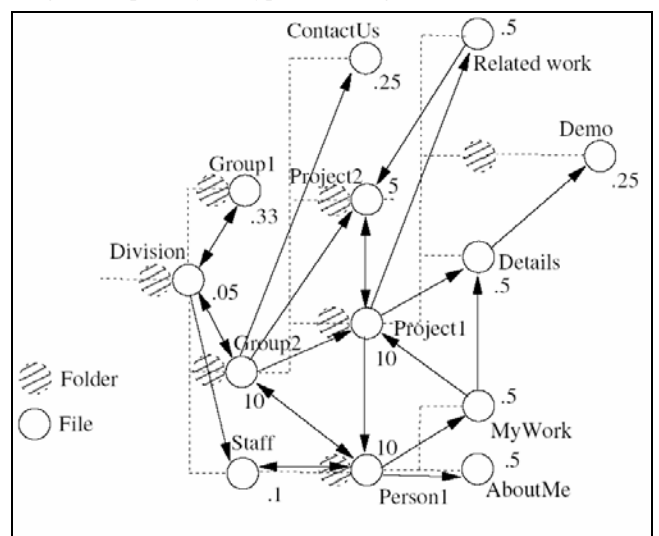 ContactUs
.25
.5
Related work
Demo
.25
Group1
.33
Project2
.5
Division
.05
Details
.5
Group2
10
Project1
10
Folder
File
.5
MyWork
Staff
.1
10
Person1
.5
AboutMe